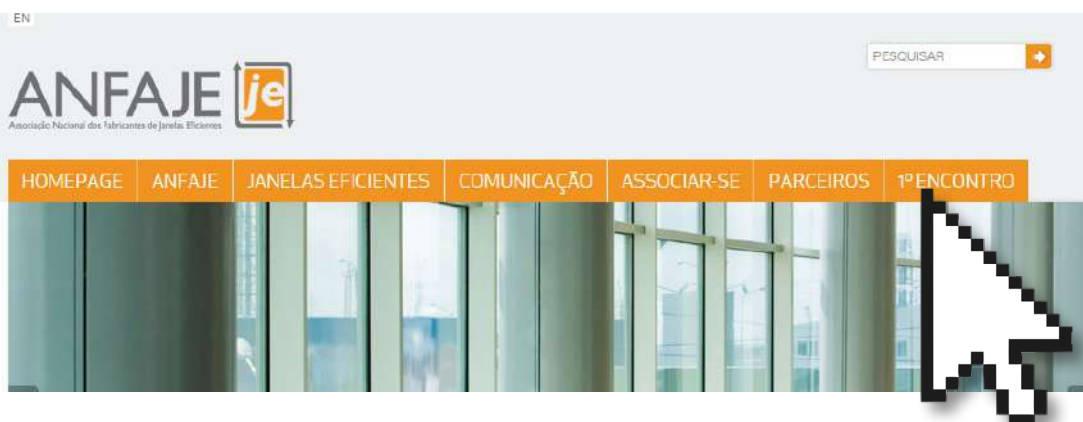 EN
PESQUISAR
ANFAJE je
Associação Nacional dos Fabricantes de Janelas Eficientes
HOMEPAGE ANFAJE JANELAS EFICIENTES COMUNICAÇÃO ASSOCIAR-SE PARCEIROS 1º ENCONTRO